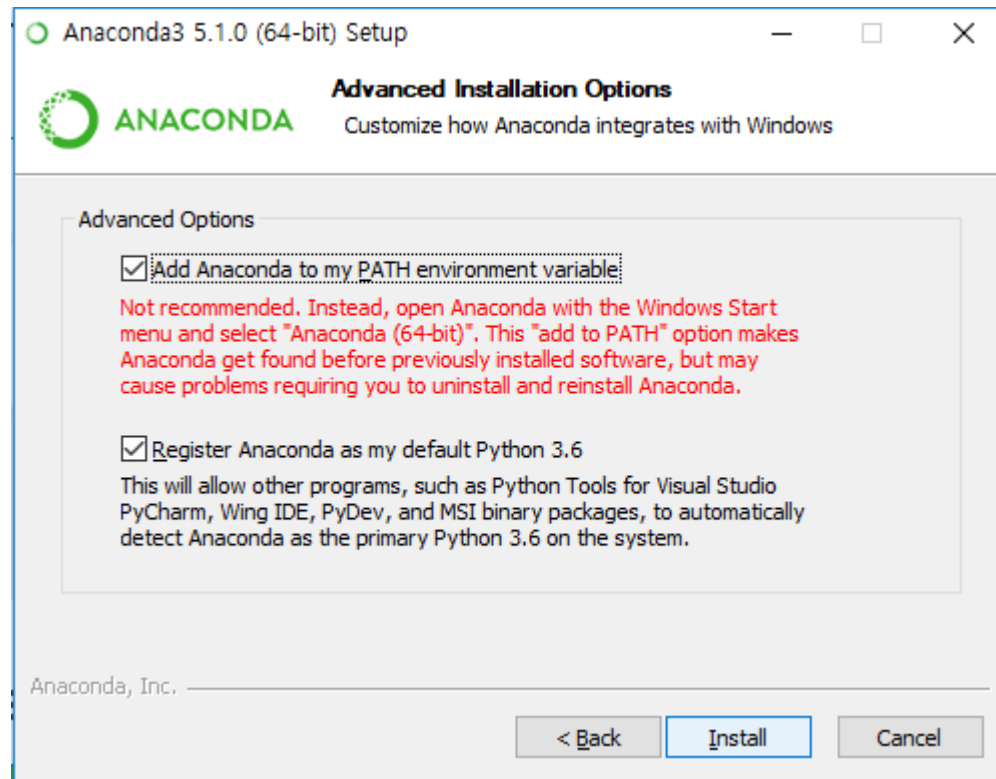 Anaconda3 5.1.0 (64-bit) Setup
ANACONDA
Advanced Installation Options
Customize how Anaconda integrates with Windows
Advanced Options
Add Anaconda to my PATH environment variable
Not recommended. Instead, open Anaconda with the Windows Start
menu and select "Anaconda (64-bit)". This "add to PATH" option makes
Anaconda get found before previously installed software, but may
cause problems requiring you to uninstall and reinstall Anaconda.
Register Anaconda as my default Python 3.6
This will allow other programs, such as Python Tools for Visual Studio
PyCharm, Wing IDE, PyDev, and MSI binary packages, to automatically
detect Anaconda as the primary Python 3.6 on the system.
Anaconda, Inc.
< Back
Install
Cancel